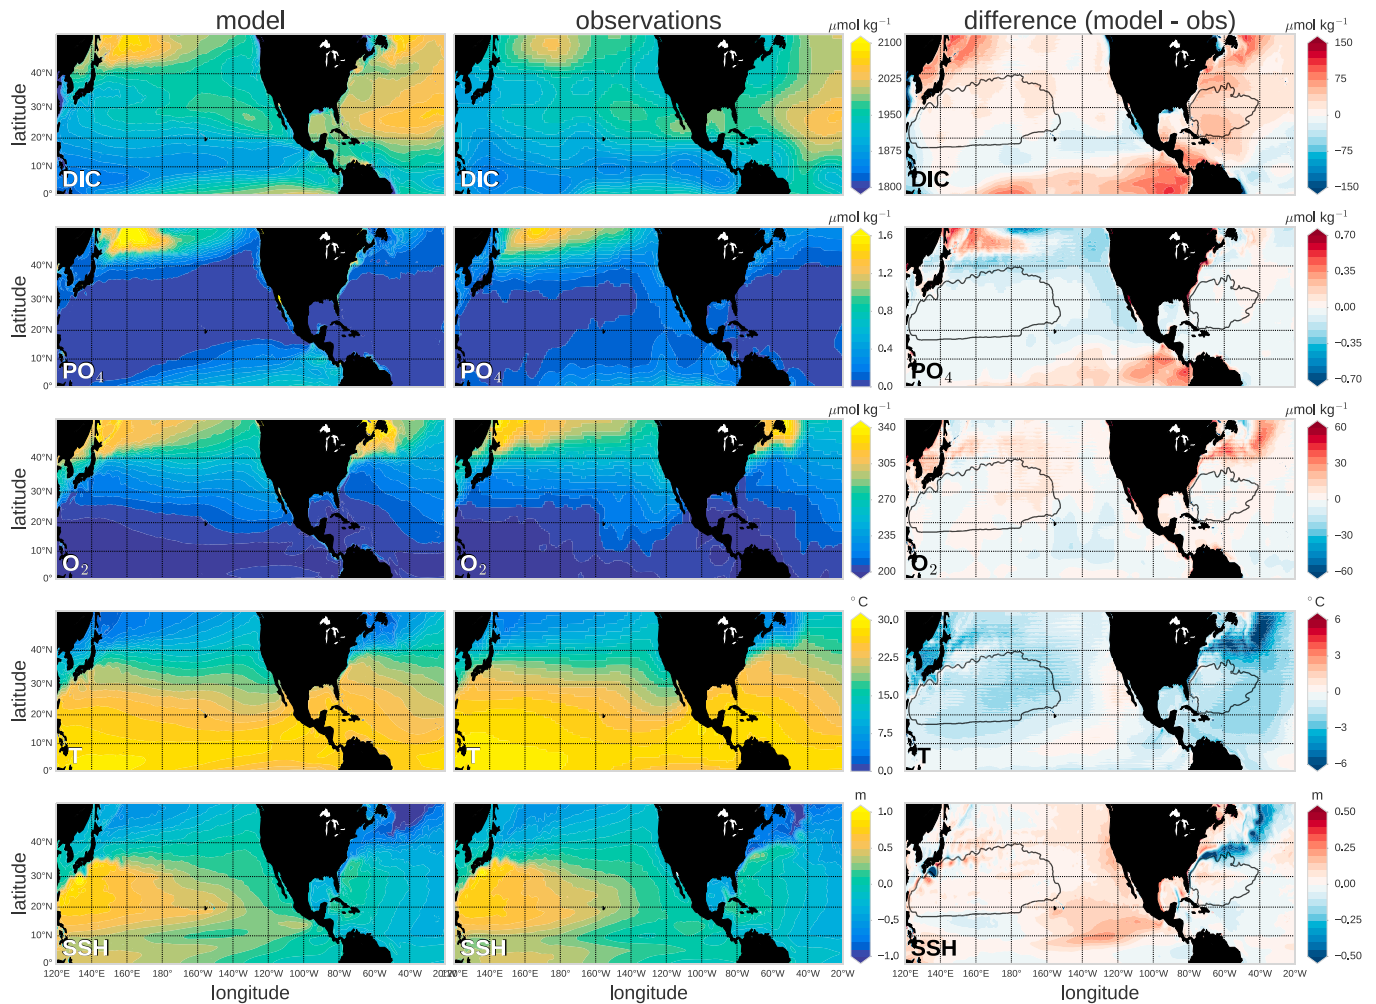 model observations difference (model - obs)
μmol kg−1 μmol kg−1
latitude 40°N 30°N 20°N 10°N 0° DIC DIC 2100 2025 1950 1875 1800 DIC 150 75 0 −75 −150
μmol kg−1 μmol kg−1
latitude 40°N 30°N 20°N 10°N 0° PO4 PO4 1.6 1.2 0.8 0.4 0.0 PO4 0.70 0.35 0.00 −0.35 −0.70
μmol kg−1 μmol kg−1
latitude 40°N 30°N 20°N 10°N 0° O2 O2 340 305 270 235 200 O2 60 30 0 −30 −60
°C °C
latitude 40°N 30°N 20°N 10°N 0° T T 30.0 22.5 15.0 7.5 0.0 T 6 3 0 −3 −6
m m
latitude 40°N 30°N 20°N 10°N 0° SSH SSH 1.0 0.5 0.0 −0.5 −1.0 SSH 0.50 0.25 0.00 −0.25 −0.50
120°E 140°E 160°E 180° 160°W 140°W 120°W 100°W 80°W 60°W 40°W 140°E 160°E 180° 160°W 140°W 120°W 100°W 80°W 60°W 40°W 20°W 120°E 140°E 160°E 180° 160°W 140°W 120°W 100°W 80°W 60°W 40°W 20°W
longitude longitude longitude